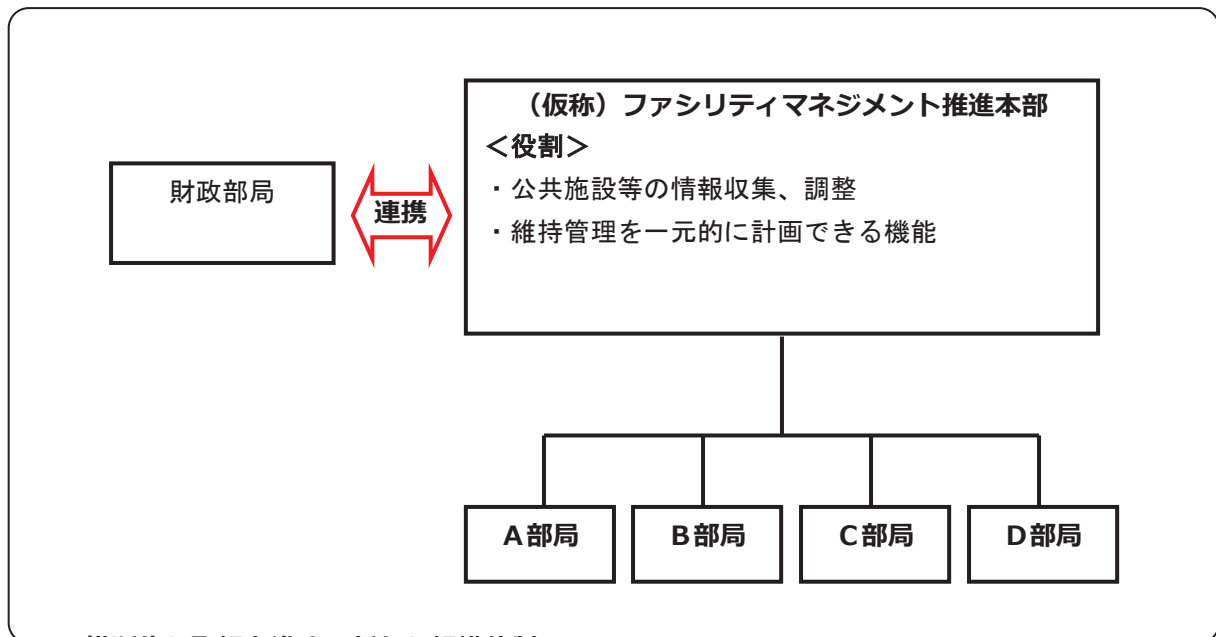 （仮称）ファシリティマネジメント推進本部
＜役割＞
・公共施設等の情報収集、調整
・維持管理を一元的に計画できる機能
財政部局
連携
A部局
B部局
C部局
D部局